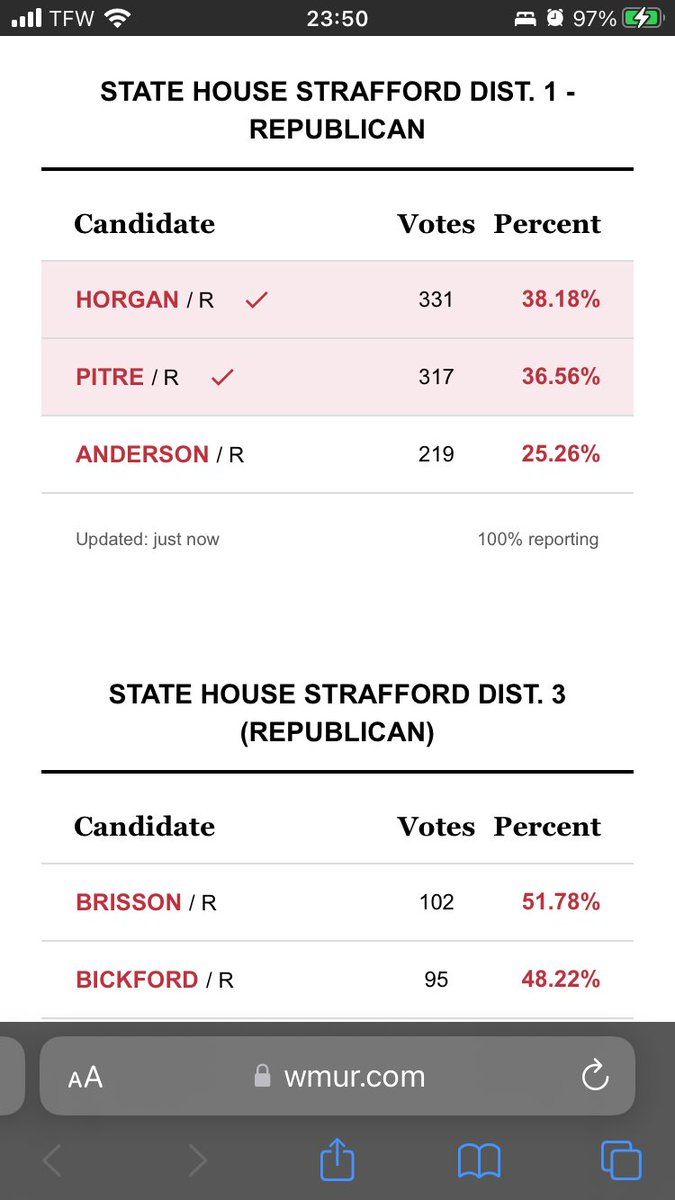 TFW 23:50 97%
STATE HOUSE STRAFFORD DIST. 1 -
REPUBLICAN
Candidate Votes Percent
HORGAN / R 331 38.18%
PITRE / R 317 36.56%
ANDERSON / R 219 25.26%
Updated: just now 100% reporting
STATE HOUSE STRAFFORD DIST. 3
(REPUBLICAN)
Candidate Votes Percent
BRISSON / R 102 51.78%
BICKFORD / R 95 48.22%
AA wmur.com